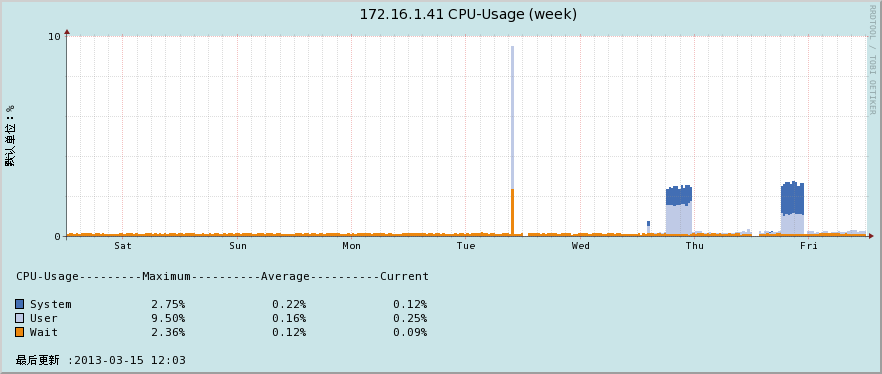 172.16.1.41 CPU-Usage (week)
RRDTOOL / TOBI OETIKER
默认单位: %
10
0
Sat Sun Mon Tue Wed Thu Fri
CPU-Usage---------Maximum----------Average----------Current
System 2.75% 0.22% 0.12%
User 9.50% 0.16% 0.25%
Wait 2.36% 0.12% 0.09%
最后更新 :2013-03-15 12:03